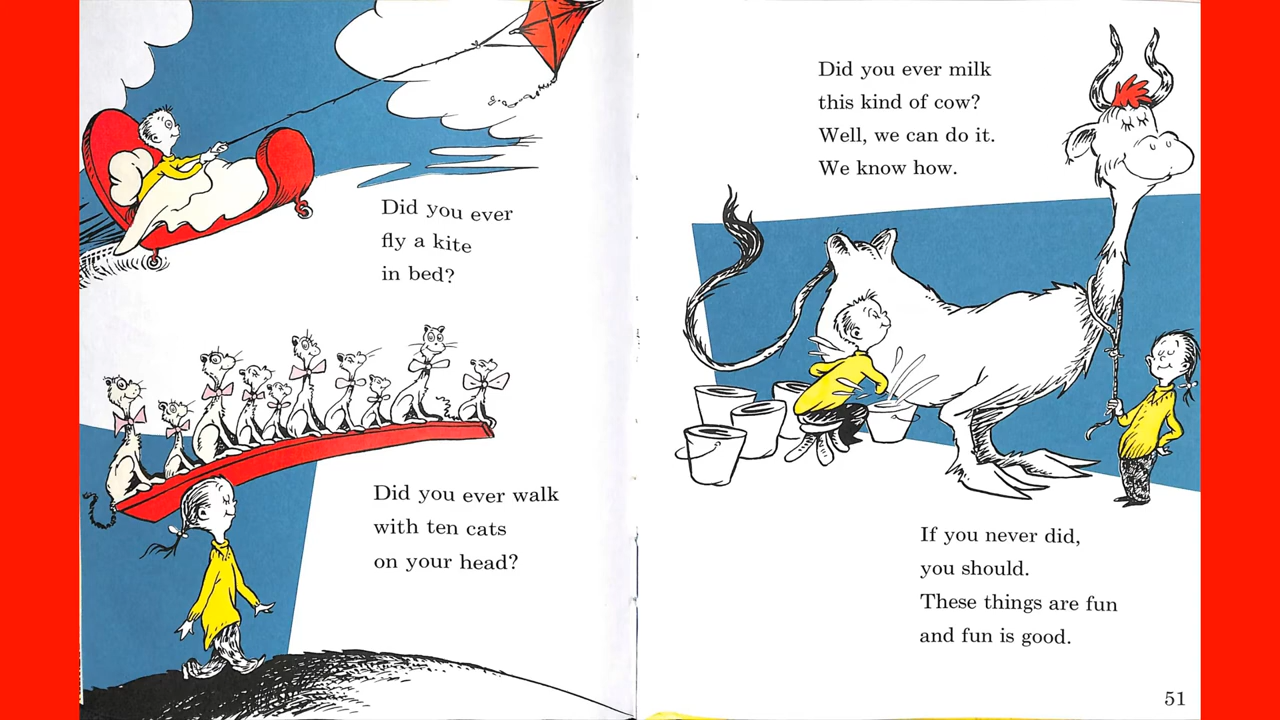 Did you ever
fly a kite
in bed?
Did you ever walk
with ten cats
on your head?
Did you ever milk
this kind of cow?
Well, we can do it.
We know how.
If you never did,
you should.
These things are fun
and fun is good.
51